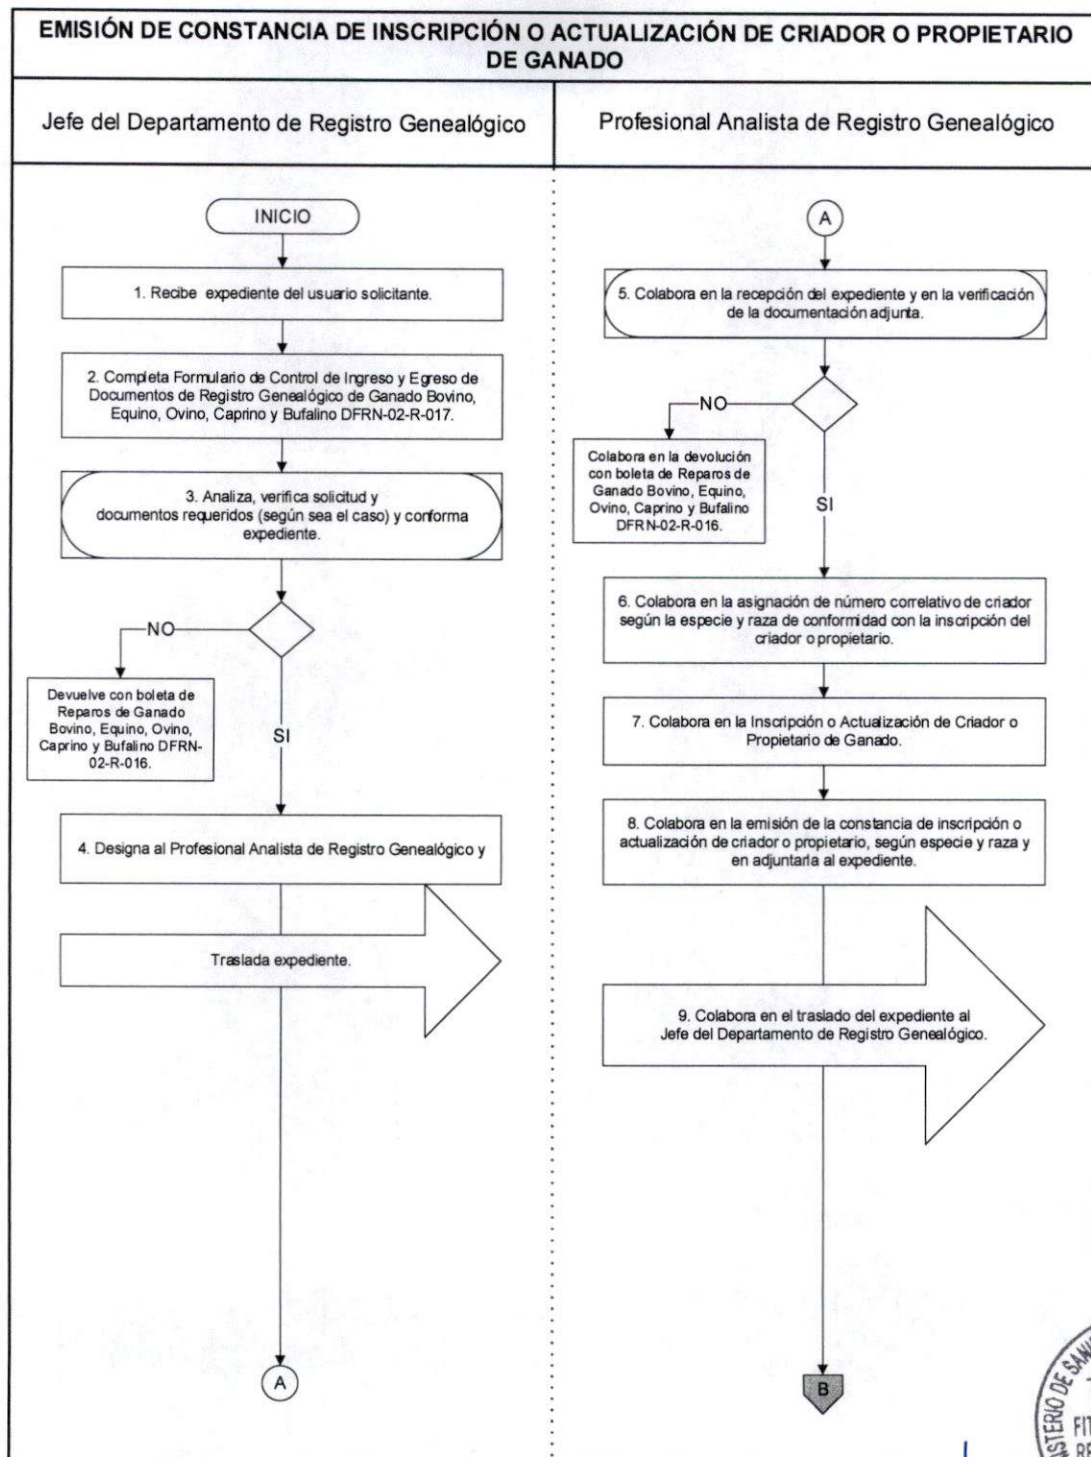 EMISIÓN DE CONSTANCIA DE INSCRIPCIÓN O ACTUALIZACIÓN DE CRIADOR O PROPIETARIO
DE GANADO
Jefe del Departamento de Registro Genealógico
Profesional Analista de Registro Genealógico
INICIO
1. Recibe expediente del usuario solicitante.
2. Completa Formulario de Control de Ingreso y Egreso de
Documentos de Registro Genealógico de Ganado Bovino,
Equino, Ovino, Caprino y Bufalino DFRN-02-R-017.
3. Analiza, verifica solicitud y
documentos requeridos (según sea el caso) y conforma
expediente.
NO
Devuelve con boleta de
Reparos de Ganado
Bovino, Equino, Ovino,
Caprino y Bufalino DFRN-
02-R-016.
SI
4. Designa al Profesional Analista de Registro Genealógico y
Traslada expediente.
A
A
5. Colabora en la recepción del expediente y en la verificación
de la documentación adjunta.
NO
Colabora en la devolución
con boleta de Reparos de
Ganado Bovino, Equino,
Ovino, Caprino y Bufalino
DFRN-02-R-016.
SI
6. Colabora en la asignación de número correlativo de criador
según la especie y raza de conformidad con la inscripción del
criador o propietario.
7. Colabora en la Inscripción o Actualización de Criador o
Propietario de Ganado.
8. Colabora en la emisión de la constancia de inscripción o
actualización de criador o propietario, según especie y raza y
en adjuntarla al expediente.
9. Colabora en el traslado del expediente al
Jefe del Departamento de Registro Genealógico.
B
DE
FIT